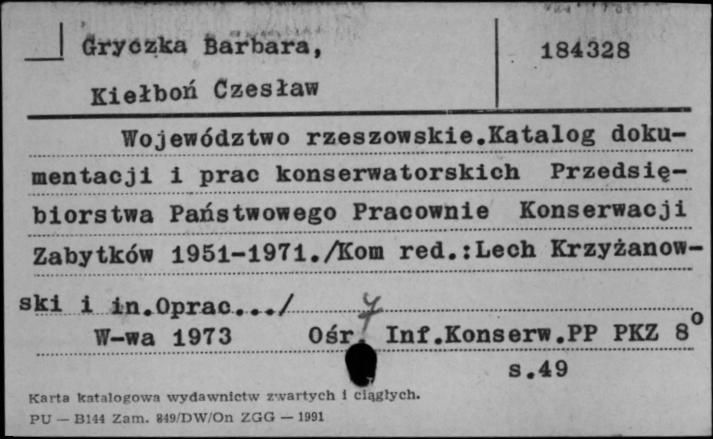 Gryczka Barbara,
184328
Kiełboń Czesław
Województwo rzeszowskie.Katalog doku-
mentacji i prac konserwatorskich Przedsię-
biorstwa Państwowego Pracownie Konserwacji
Zabytków 1951-1971./Kom red.:Lech Krzyżanow-
ski i in.Oprac.../
W-wa 1973 Ośr. Inf.Konserw.PP PKZ 8°
s.49
Karta katalogowa wydawnictw zwartych i ciągłych.
PU — B144 Zam. 849/DW/On ZGG — 1991